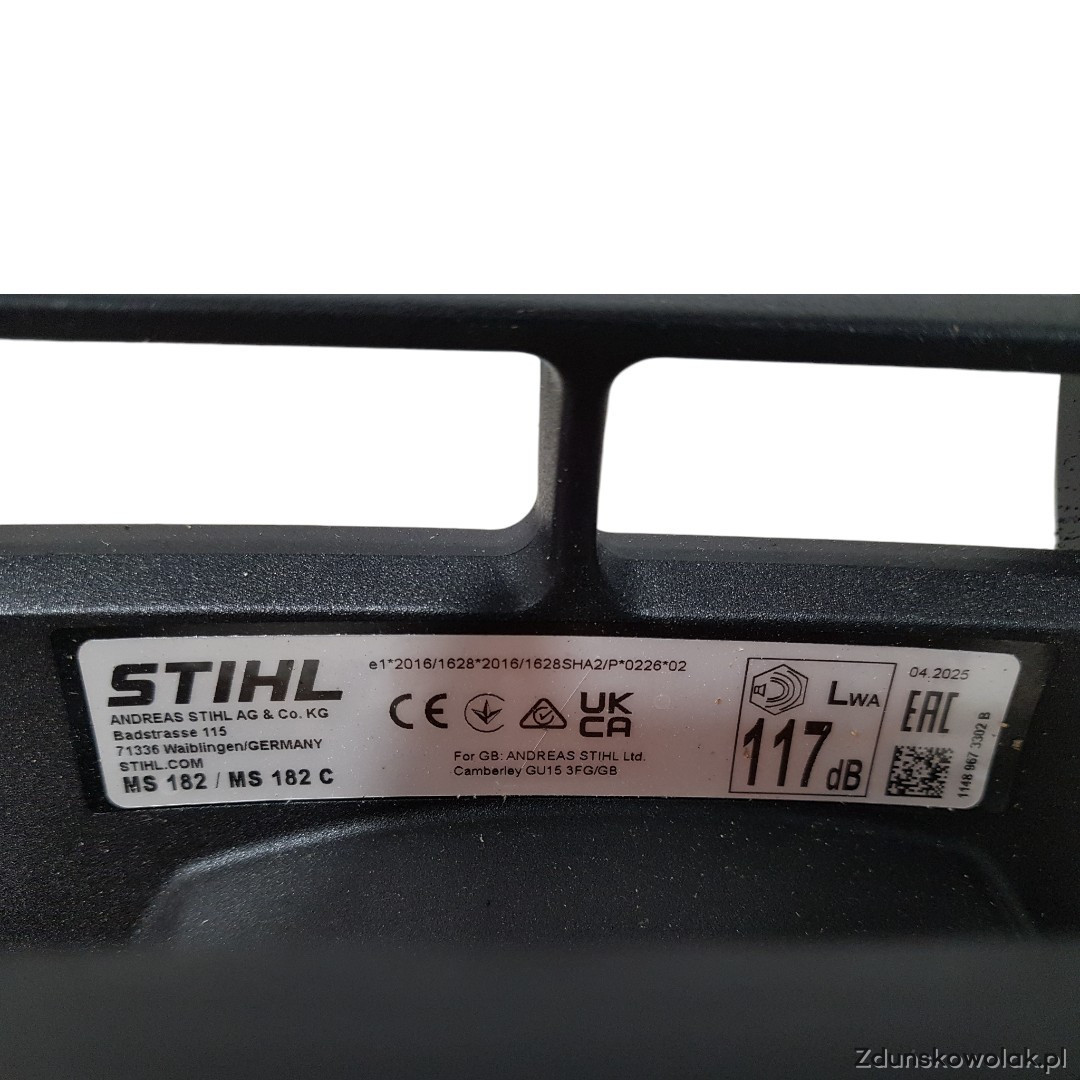 STIHL
ANDREAS STIHL AG & Co. KG
Badstrasse 115
71336 Waiblingen/GERMANY
STIHL.COM
MS 182 / MS 182 C
e1*2016/1628*2016/1628SHA2/P*0226*02
CE
UK
CA
For GB: ANDREAS STIHL Ltd.
Camberley GU15 3FG/GB
LWA
117 dB
04.2025
EAC
1148 967 3302 B
Zdunskowolak.pl